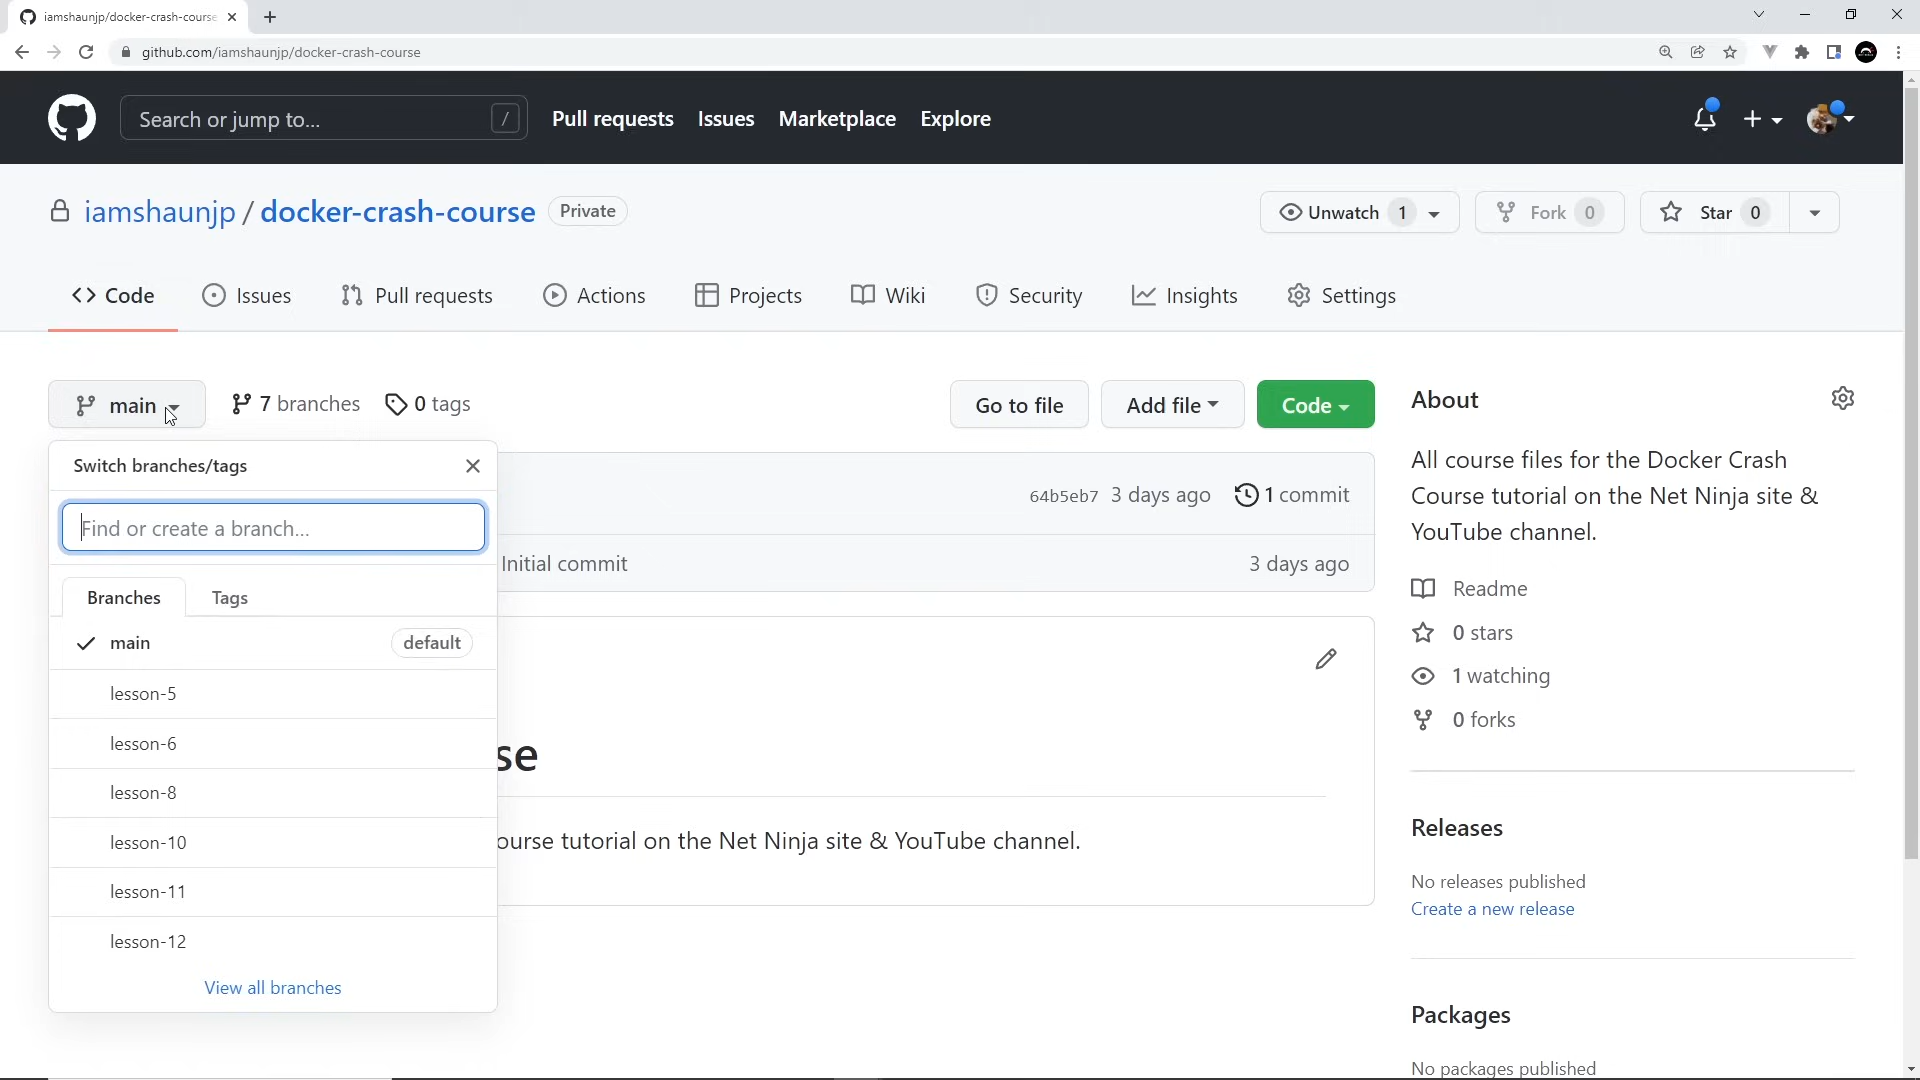 iamshaunjp/docker-crash-course
github.com/iamshaunjp/docker-crash-course
Search or jump to... /
Pull requests Issues Marketplace Explore
iamshaunjp / docker-crash-course Private
Unwatch 1 Fork 0 Star 0
Code Issues Pull requests Actions Projects Wiki Security Insights Settings
main 7 branches 0 tags Go to file Add file Code
Switch branches/tags
Find or create a branch...
Branches Tags
main default
lesson-5
lesson-6
lesson-8
lesson-10
lesson-11
lesson-12
View all branches
64b5eb7 3 days ago 1 commit
Initial commit 3 days ago
se
ourse tutorial on the Net Ninja site & YouTube channel.
About
All course files for the Docker Crash
Course tutorial on the Net Ninja site &
YouTube channel.
Readme
0 stars
1 watching
0 forks
Releases
No releases published
Create a new release
Packages
No packages published